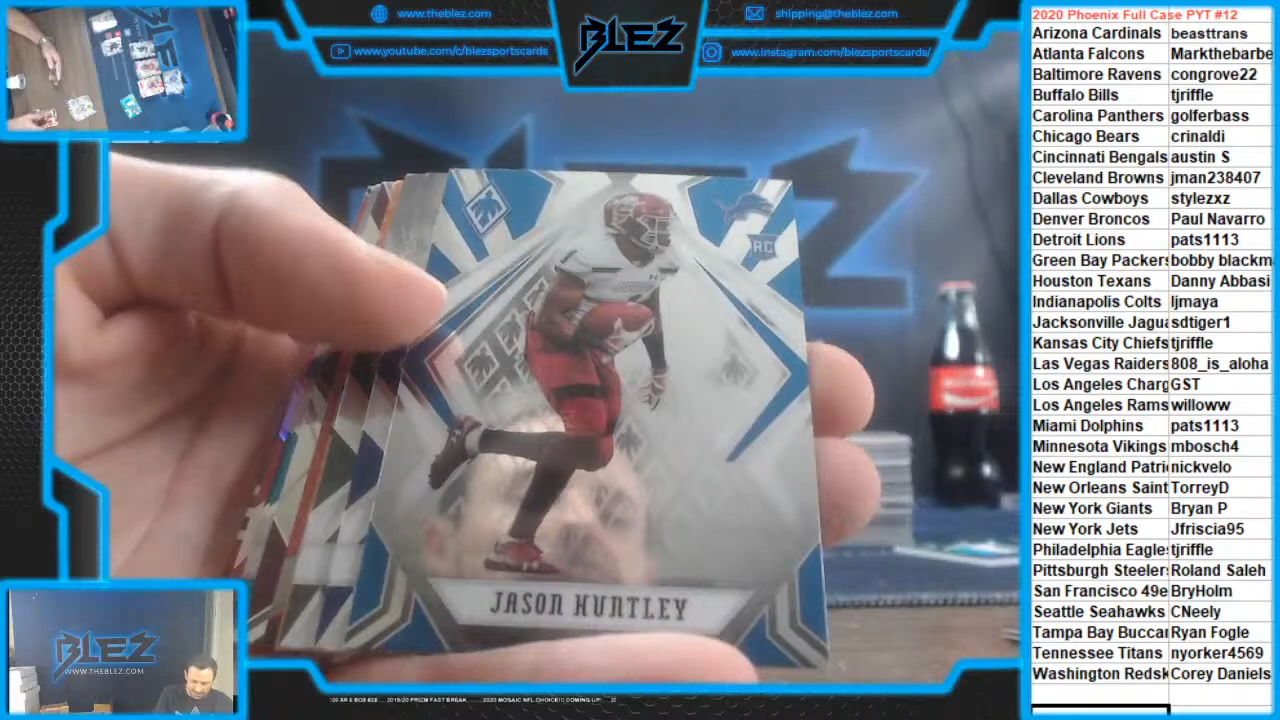 www.theblez.com
shipping@theblez.com
www.youtube.com/c/blezsportscards
www.instagram.com/blezsportscards/
BLEZ
RC
JASON HUNTLEY
BLEZ
WWW.THEBLEZ.COM
2020 Phoenix Full Case PYT #12
Arizona Cardinals beasttrans
Atlanta Falcons Markthebarbe
Baltimore Ravens congrove22
Buffalo Bills tjriffle
Carolina Panthers golferbass
Chicago Bears crinaldi
Cincinnati Bengals austin S
Cleveland Browns jman238407
Dallas Cowboys stylezxz
Denver Broncos Paul Navarro
Detroit Lions pats1113
Green Bay Packers bobby blackm
Houston Texans Danny Abbasi
Indianapolis Colts ljmaya
Jacksonville Jagua sdtiger1
Kansas City Chiefs tjriffle
Las Vegas Raiders 808_is_aloha
Los Angeles Charg GST
Los Angeles Rams willoww
Miami Dolphins pats1113
Minnesota Vikings mbosch4
New England Patri nickvelo
New Orleans Saint TorreyD
New York Giants Bryan P
New York Jets Jfriscia95
Philadelphia Eagle tjriffle
Pittsburgh Steelers Roland Saleh
San Francisco 49e BryHolm
Seattle Seahawks CNeely
Tampa Bay Buccan Ryan Fogle
Tennessee Titans nyorker4569
Washington Redsk Corey Daniels
2019/20 PRIZM FAST BREAK 2020 MOSAIC NFL CHOICE!!! COMING UP!